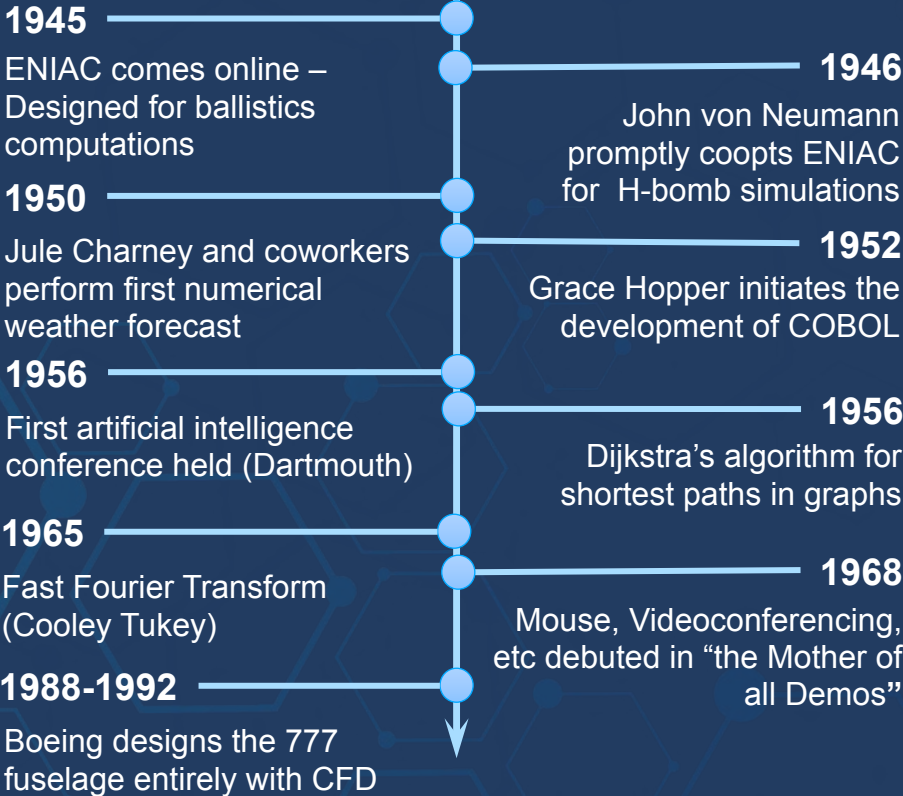 1945
ENIAC comes online –
Designed for ballistics
computations
1946
John von Neumann
promptly coopts ENIAC
for H-bomb simulations
1950
Jule Charney and coworkers
perform first numerical
weather forecast
1952
Grace Hopper initiates the
development of COBOL
1956
First artificial intelligence
conference held (Dartmouth)
1956
Dijkstra’s algorithm for
shortest paths in graphs
1965
Fast Fourier Transform
(Cooley Tukey)
1968
Mouse, Videoconferencing,
etc debuted in “the Mother of
all Demos”
1988-1992
Boeing designs the 777
fuselage entirely with CFD